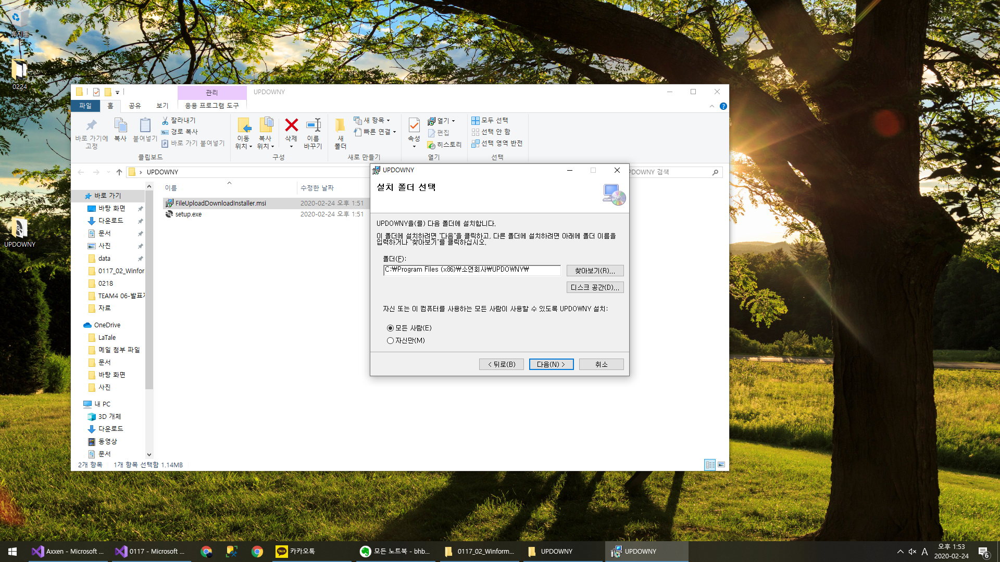 휴지통
0224
UPDOWNY
관리
UPDOWNY
파일
홈
공유
보기
응용 프로그램 도구
바로 가기에
고정
복사
붙여넣기
잘라내기
경로 복사
바로 가기 붙여넣기
클립보드
이동
위치
복사
위치
삭제
이름
바꾸기
구성
새
폴더
새 항목
빠른 연결
새로 만들기
속성
열기
편집
히스토리
열기
모두 선택
선택 안 함
선택 영역 반전
선택
UPDOWNY
PDOWNY 검색
이름
수정한 날짜
FileUploadDownloadInstaller.msi
2020-02-24 오후 1:51
setup.exe
2020-02-24 오후 1:51
바로 가기
바탕 화면
다운로드
문서
사진
data
0117_02_Winfor
0218
TEAM4 06-발표
자료
OneDrive
LaTale
메일 첨부 파일
문서
바탕 화면
사진
내 PC
3D 개체
다운로드
동영상
문서
2개 항목
1개 항목 선택함 1.14MB
UPDOWNY
설치 폴더 선택
UPDOWNY을(를) 다음 폴더에 설치합니다.
이 폴더에 설치하려면 "다음"을 클릭하고, 다른 폴더에 설치하려면 아래에 폴더 이름을
입력하거나 "찾아보기"를 클릭하십시오.
폴더(F):
C:₩Program Files (x86)₩소연회사₩UPDOWNY₩
찾아보기(R)...
디스크 공간(D)...
자신 또는 이 컴퓨터를 사용하는 모든 사람이 사용할 수 있도록 UPDOWNY 설치:
모든 사람(E)
자신만(M)
< 뒤로(B)
다음(N) >
취소
Axxen - Microsoft ...
0117 - Microsoft ...
TALK
카카오톡
모든 노트북 - bhb...
0117_02_Winform...
UPDOWNY
UPDOWNY
A
오후 1:53
2020-02-24
6